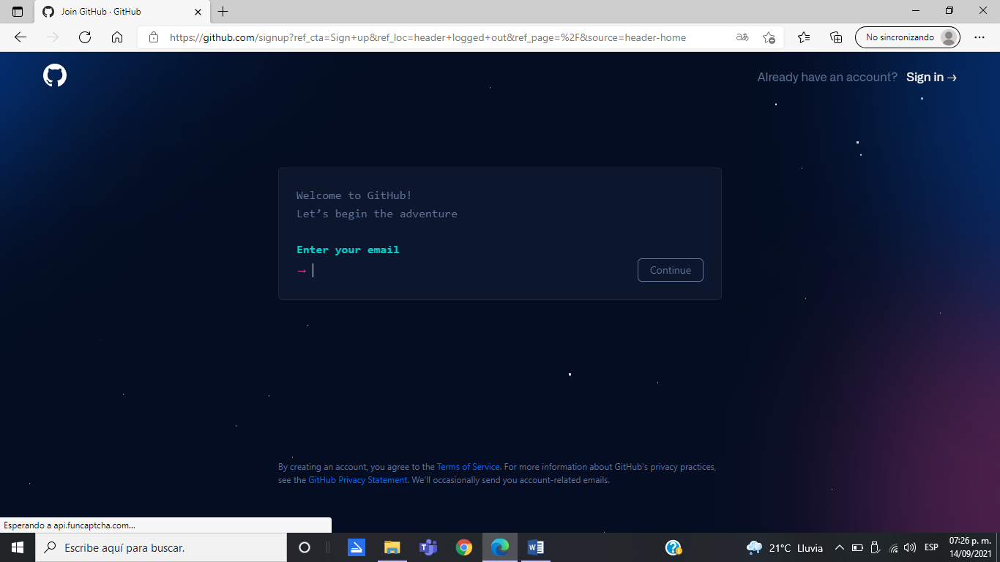 Join GitHub · GitHub
https://github.com/signup?ref_cta=Sign+up&ref_loc=header+logged+out&ref_page=%2F&source=header-home
aあ
No sincronizando
Already have an account? Sign in →
Welcome to GitHub!
Let’s begin the adventure
Enter your email
→
Continue
By creating an account, you agree to the Terms of Service. For more information about GitHub's privacy practices,
see the GitHub Privacy Statement. We'll occasionally send you account-related emails.
Esperando a api.funcaptcha.com...
Escribe aquí para buscar.
21°C Lluvia
ESP
07:26 p. m.
14/09/2021